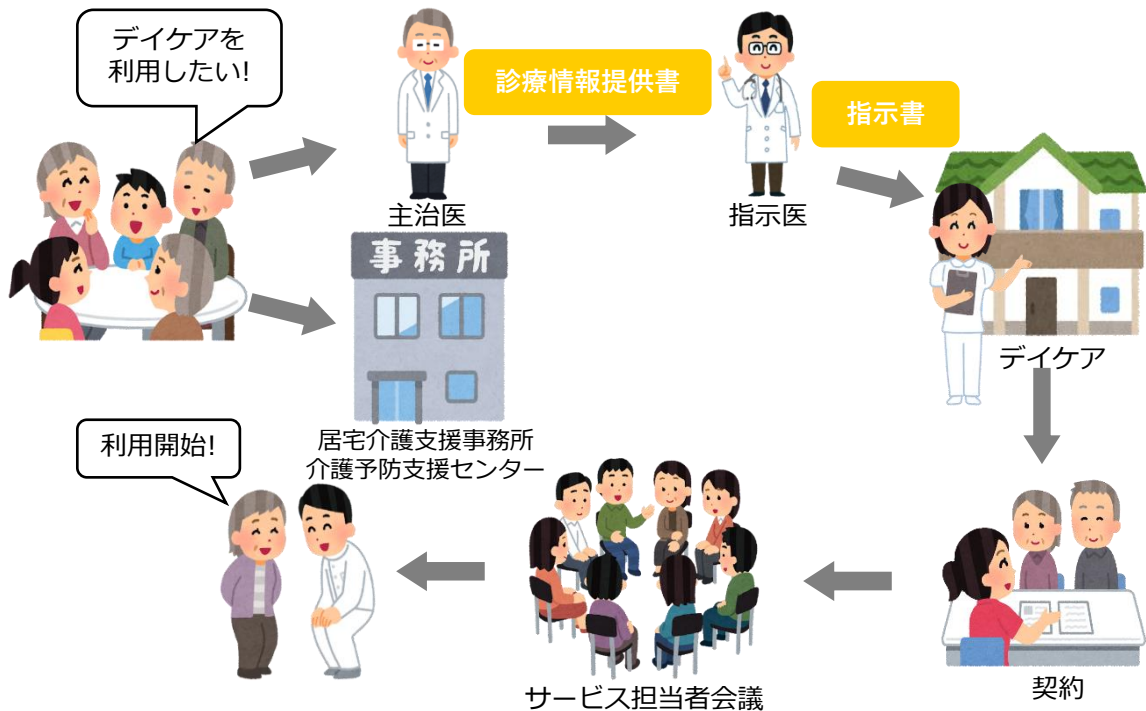 デイケアを
利用したい!
診療情報提供書
指示書
主治医
指示医
事務所
デイケア
居宅介護支援事務所
介護予防支援センター
利用開始!
サービス担当者会議
契約